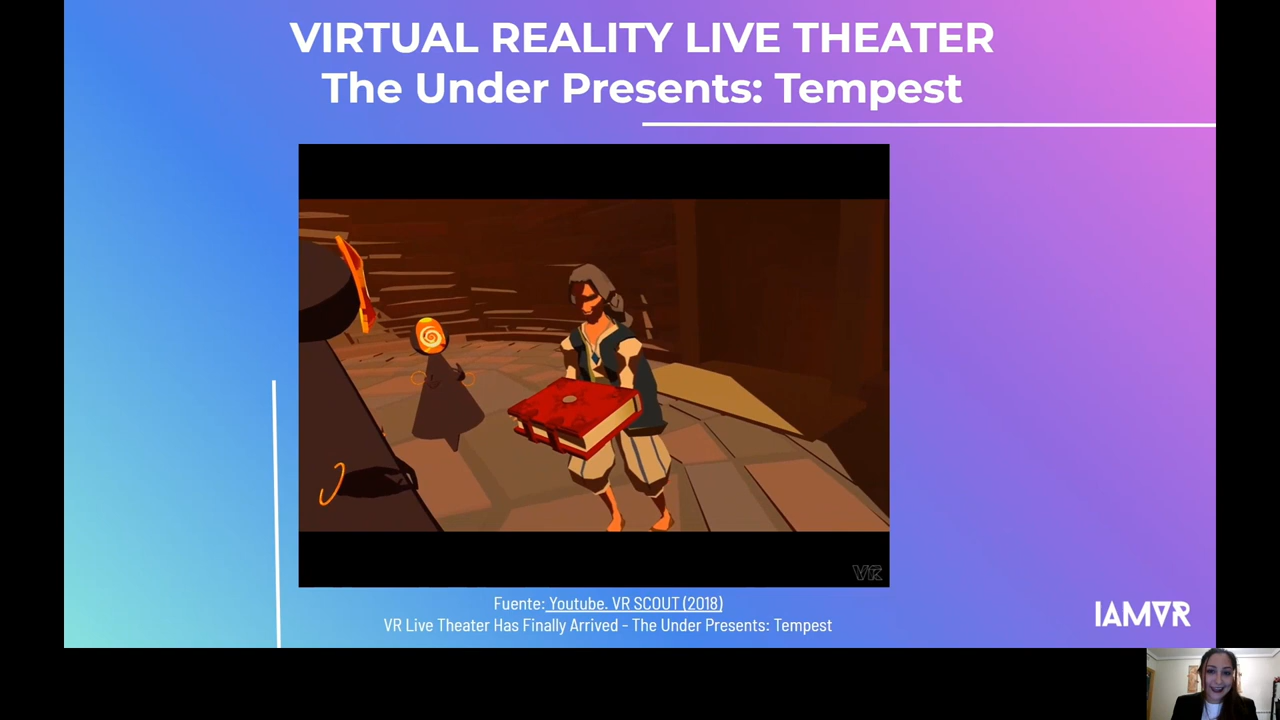 VIRTUAL REALITY LIVE THEATER
The Under Presents: Tempest
VR
Fuente: Youtube. VR SCOUT (2018)
VR Live Theater Has Finally Arrived - The Under Presents: Tempest
IAMVR